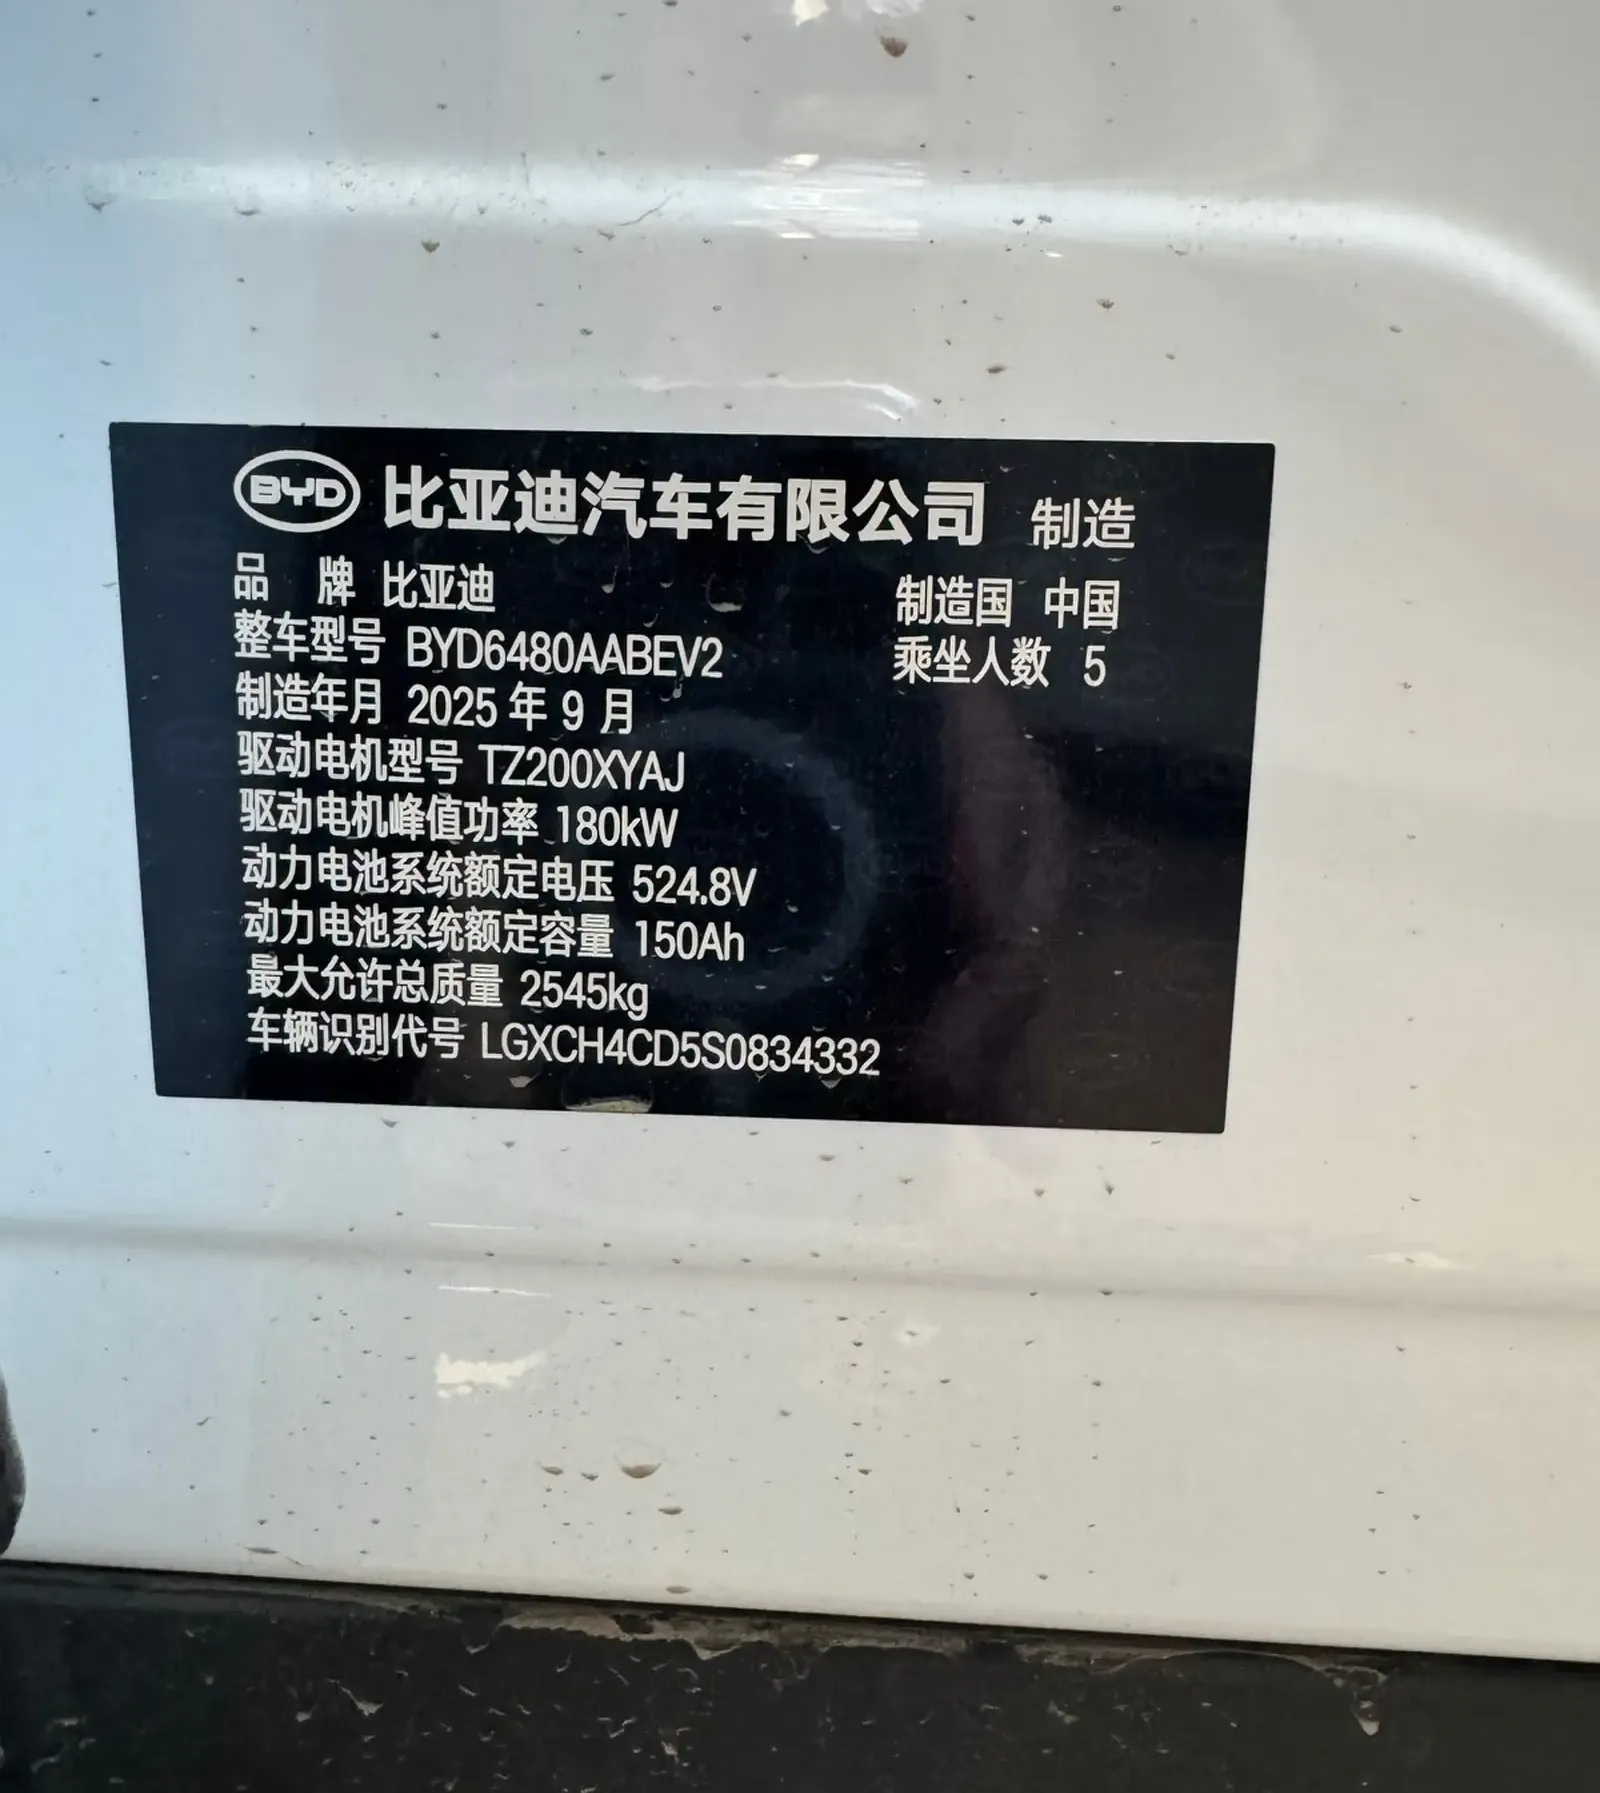 BYD 比亚迪汽车有限公司 制造
品 牌 比亚迪 制造国 中国
整车型号 BYD6480AABEV2 乘坐人数 5
制造年月 2025 年 9 月
驱动电机型号 TZ200XYAJ
驱动电机峰值功率 180kW
动力电池系统额定电压 524.8V
动力电池系统额定容量 150Ah
最大允许总质量 2545kg
车辆识别代号 LGXCH4CD5S0834332